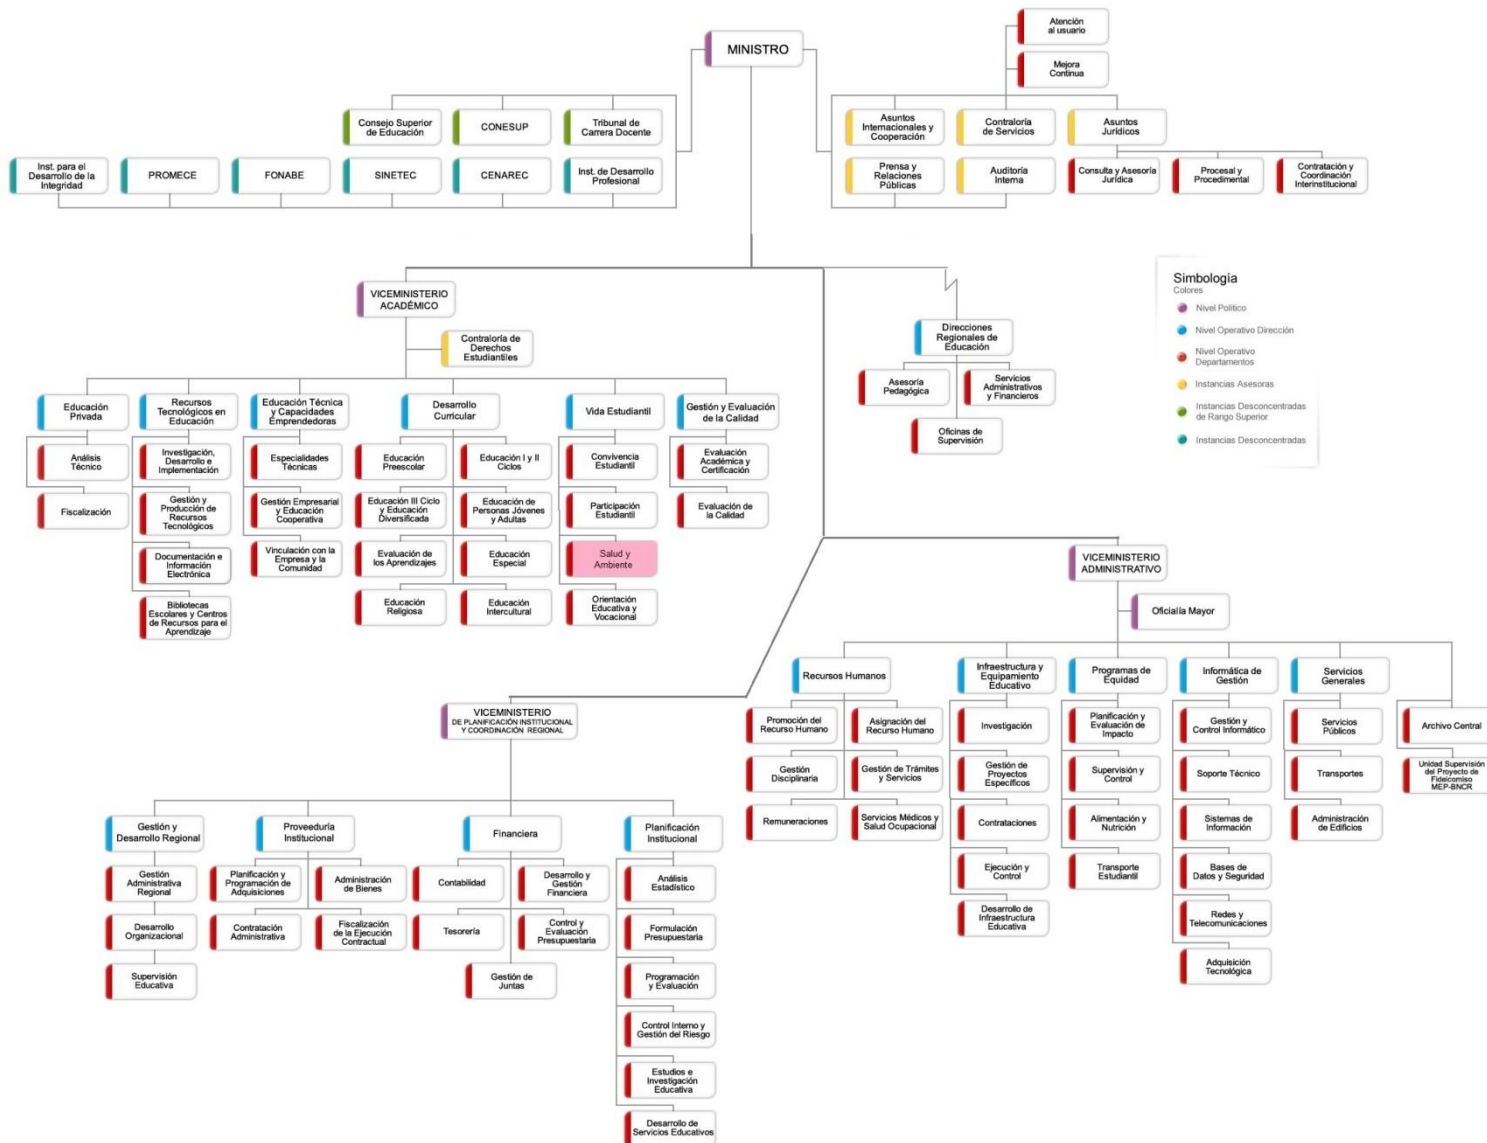 MINISTRO
Atención
al usuario
Mejora
Continua
Consejo Superior
de Educación
CONESUP
Tribunal de
Carrera Docente
Inst. para el
Desarrollo de la
Integridad
PROMECE
FONABE
SINETEC
CENAREC
Inst. de Desarrollo
Profesional
Asuntos
Internacionales y
Cooperación
Contraloría
de Servicios
Asuntos
Jurídicos
Prensa y
Relaciones
Públicas
Auditoría
Interna
Consulta y Asesoría
Jurídica
Procesal y
Procedimental
Contratación y
Coordinación
Interinstitucional
Simbología
Colores
Nivel Político
Nivel Operativo Dirección
Nivel Operativo
Departamentos
Instancias Asesoras
Instancias Desconcentradas
de Rango Superior
Instancias Desconcentradas
VICEMINISTERIO
ACADÉMICO
Contraloría de
Derechos
Estudiantiles
Direcciones
Regionales de
Educación
Asesoría
Pedagógica
Servicios
Administrativos
y Financieros
Oficinas de
Supervisión
Educación
Privada
Análisis
Técnico
Fiscalización
Recursos
Tecnológicos en
Educación
Investigación,
Desarrollo e
Implementación
Gestión y
Producción de
Recursos
Tecnológicos
Documentación e
Información
Electrónica
Bibliotecas
Escolares y Centros
de Recursos para el
Aprendizaje
Educación Técnica
y Capacidades
Emprendedoras
Especialidades
Técnicas
Gestión Empresarial
y Educación
Cooperativa
Vinculación con la
Empresa y la
Comunidad
Desarrollo
Curricular
Educación
Preescolar
Educación I y II
Ciclos
Educación III Ciclo
y Educación
Diversificada
Educación de
Personas Jóvenes
y Adultas
Evaluación de
los Aprendizajes
Educación
Especial
Educación
Religiosa
Educación
Intercultural
Vida Estudiantil
Convivencia
Estudiantil
Participación
Estudiantil
Salud y
Ambiente
Orientación
Educativa y
Vocacional
Gestión y Evaluación
de la Calidad
Evaluación
Académica y
Certificación
Evaluación de
la Calidad
VICEMINISTERIO
ADMINISTRATIVO
Oficialía Mayor
Recursos Humanos
Promoción del
Recurso Humano
Asignación del
Recurso Humano
Gestión
Disciplinaria
Gestión de Trámites
y Servicios
Remuneraciones
Servicios Médicos y
Salud Ocupacional
Infraestructura y
Equipamiento
Educativo
Investigación
Gestión de
Proyectos
Específicos
Contrataciones
Ejecución y
Control
Desarrollo de
Infraestructura
Educativa
Programas de
Equidad
Planificación y
Evaluación de
Impacto
Supervisión y
Control
Alimentación y
Nutrición
Transporte
Estudiantil
Informática de
Gestión
Gestión y
Control Informático
Soporte Técnico
Sistemas de
Información
Bases de
Datos y Seguridad
Redes y
Telecomunicaciones
Adquisición
Tecnológica
Servicios
Generales
Servicios
Públicos
Transportes
Administración
de Edificios
Archivo Central
Unidad Supervisión
del Proyecto de
Fideicomiso
MEP-BNCR
VICEMINISTERIO
DE PLANIFICACIÓN INSTITUCIONAL
Y COORDINACIÓN REGIONAL
Gestión y
Desarrollo Regional
Gestión
Administrativa
Regional
Desarrollo
Organizacional
Supervisión
Educativa
Proveeduría
Institucional
Planificación y
Programación de
Adquisiciones
Administración
de Bienes
Contratación
Administrativa
Fiscalización
de la Ejecución
Contractual
Financiera
Contabilidad
Desarrollo y
Gestión
Financiera
Tesorería
Control y
Evaluación
Presupuestaria
Gestión de
Juntas
Planificación
Institucional
Análisis
Estadístico
Formulación
Presupuestaria
Programación
y Evaluación
Control Interno y
Gestión del Riesgo
Estudios e
Investigación
Educativa
Desarrollo de
Servicios Educativos